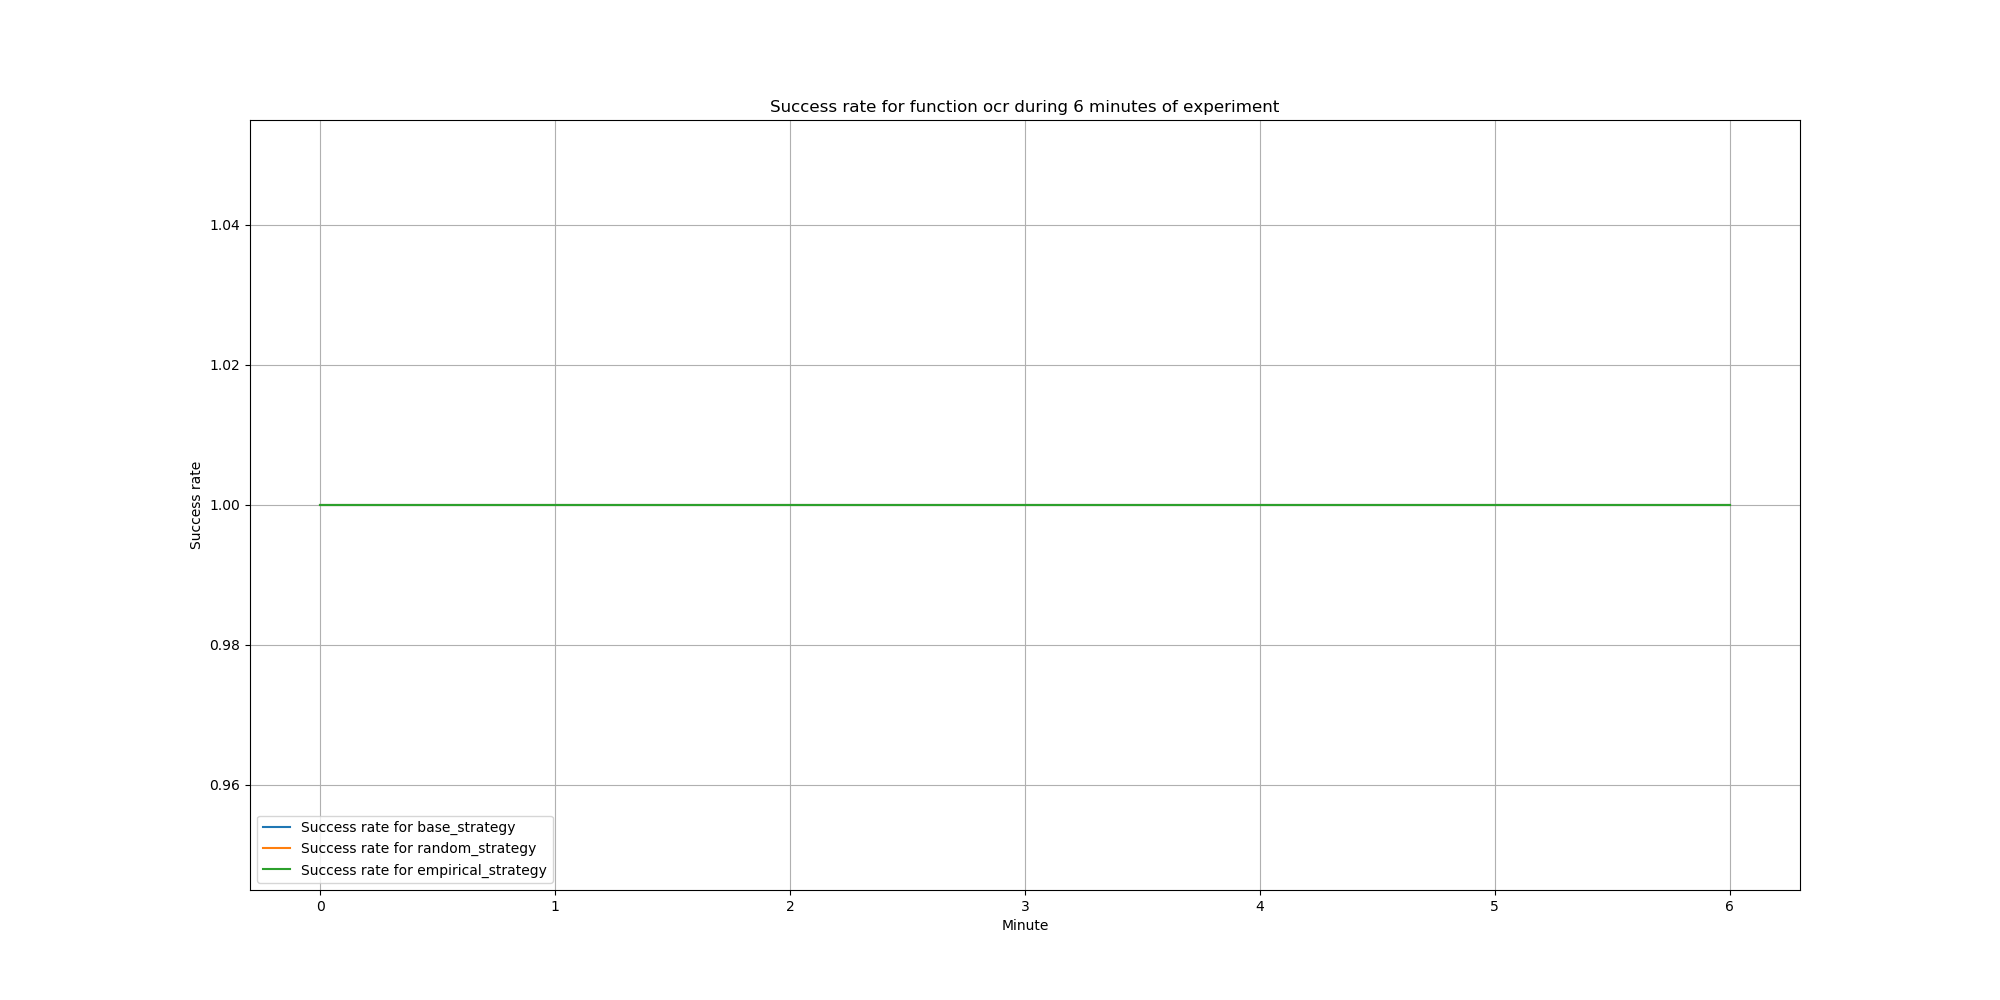 Success rate for function ocr during 6 minutes of experiment
1.04
1.02
1.00
0.98
0.96
Success rate
Success rate for base_strategy
Success rate for random_strategy
Success rate for empirical_strategy
0 1 2 3 4 5 6
Minute